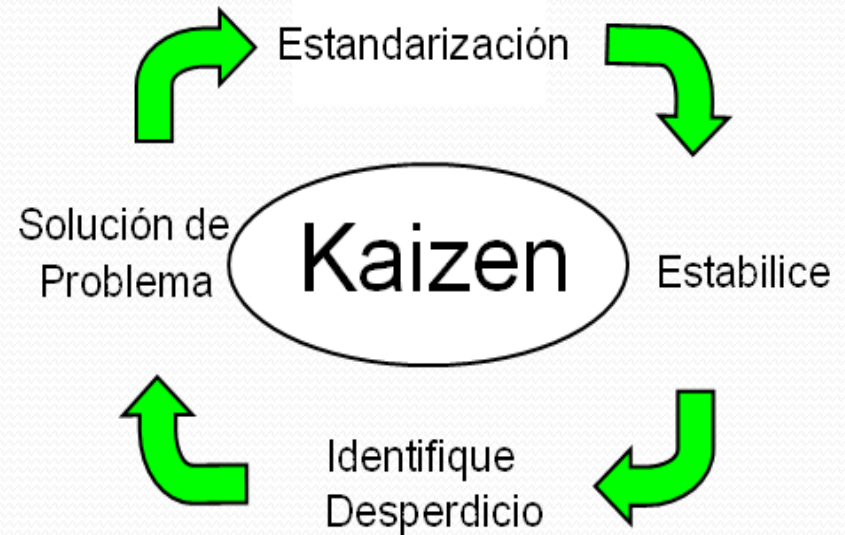 Estandarización
Solución de
Problema
Kaizen
Estabilice
Identifique
Desperdicio